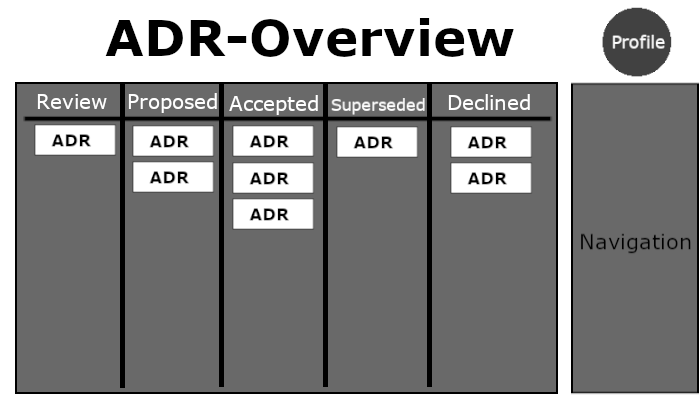 ADR-Overview
Profile
Review Proposed Accepted Superseded Declined
ADR ADR ADR ADR ADR
ADR ADR ADR
ADR
Navigation